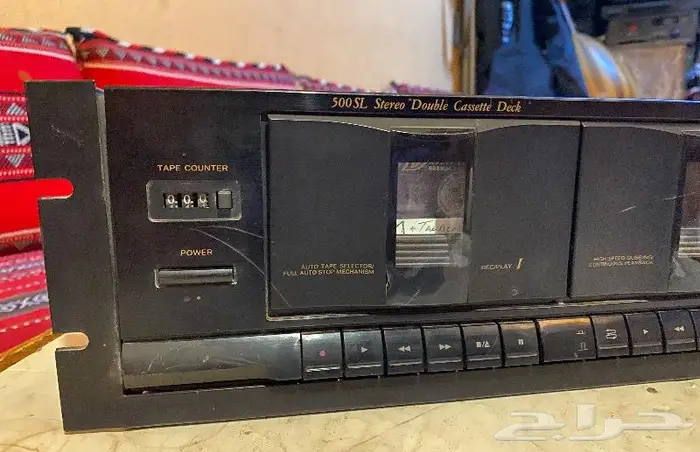 500SL Stereo Double Cassette Deck
TAPE COUNTER
000
POWER
AUTO TAPE SELECTOR/
FULL AUTO STOP MECHANISM
REC/PLAY I
HIGH SPEED DUBBING/
CONTINUOUS PLAYBACK
حراج